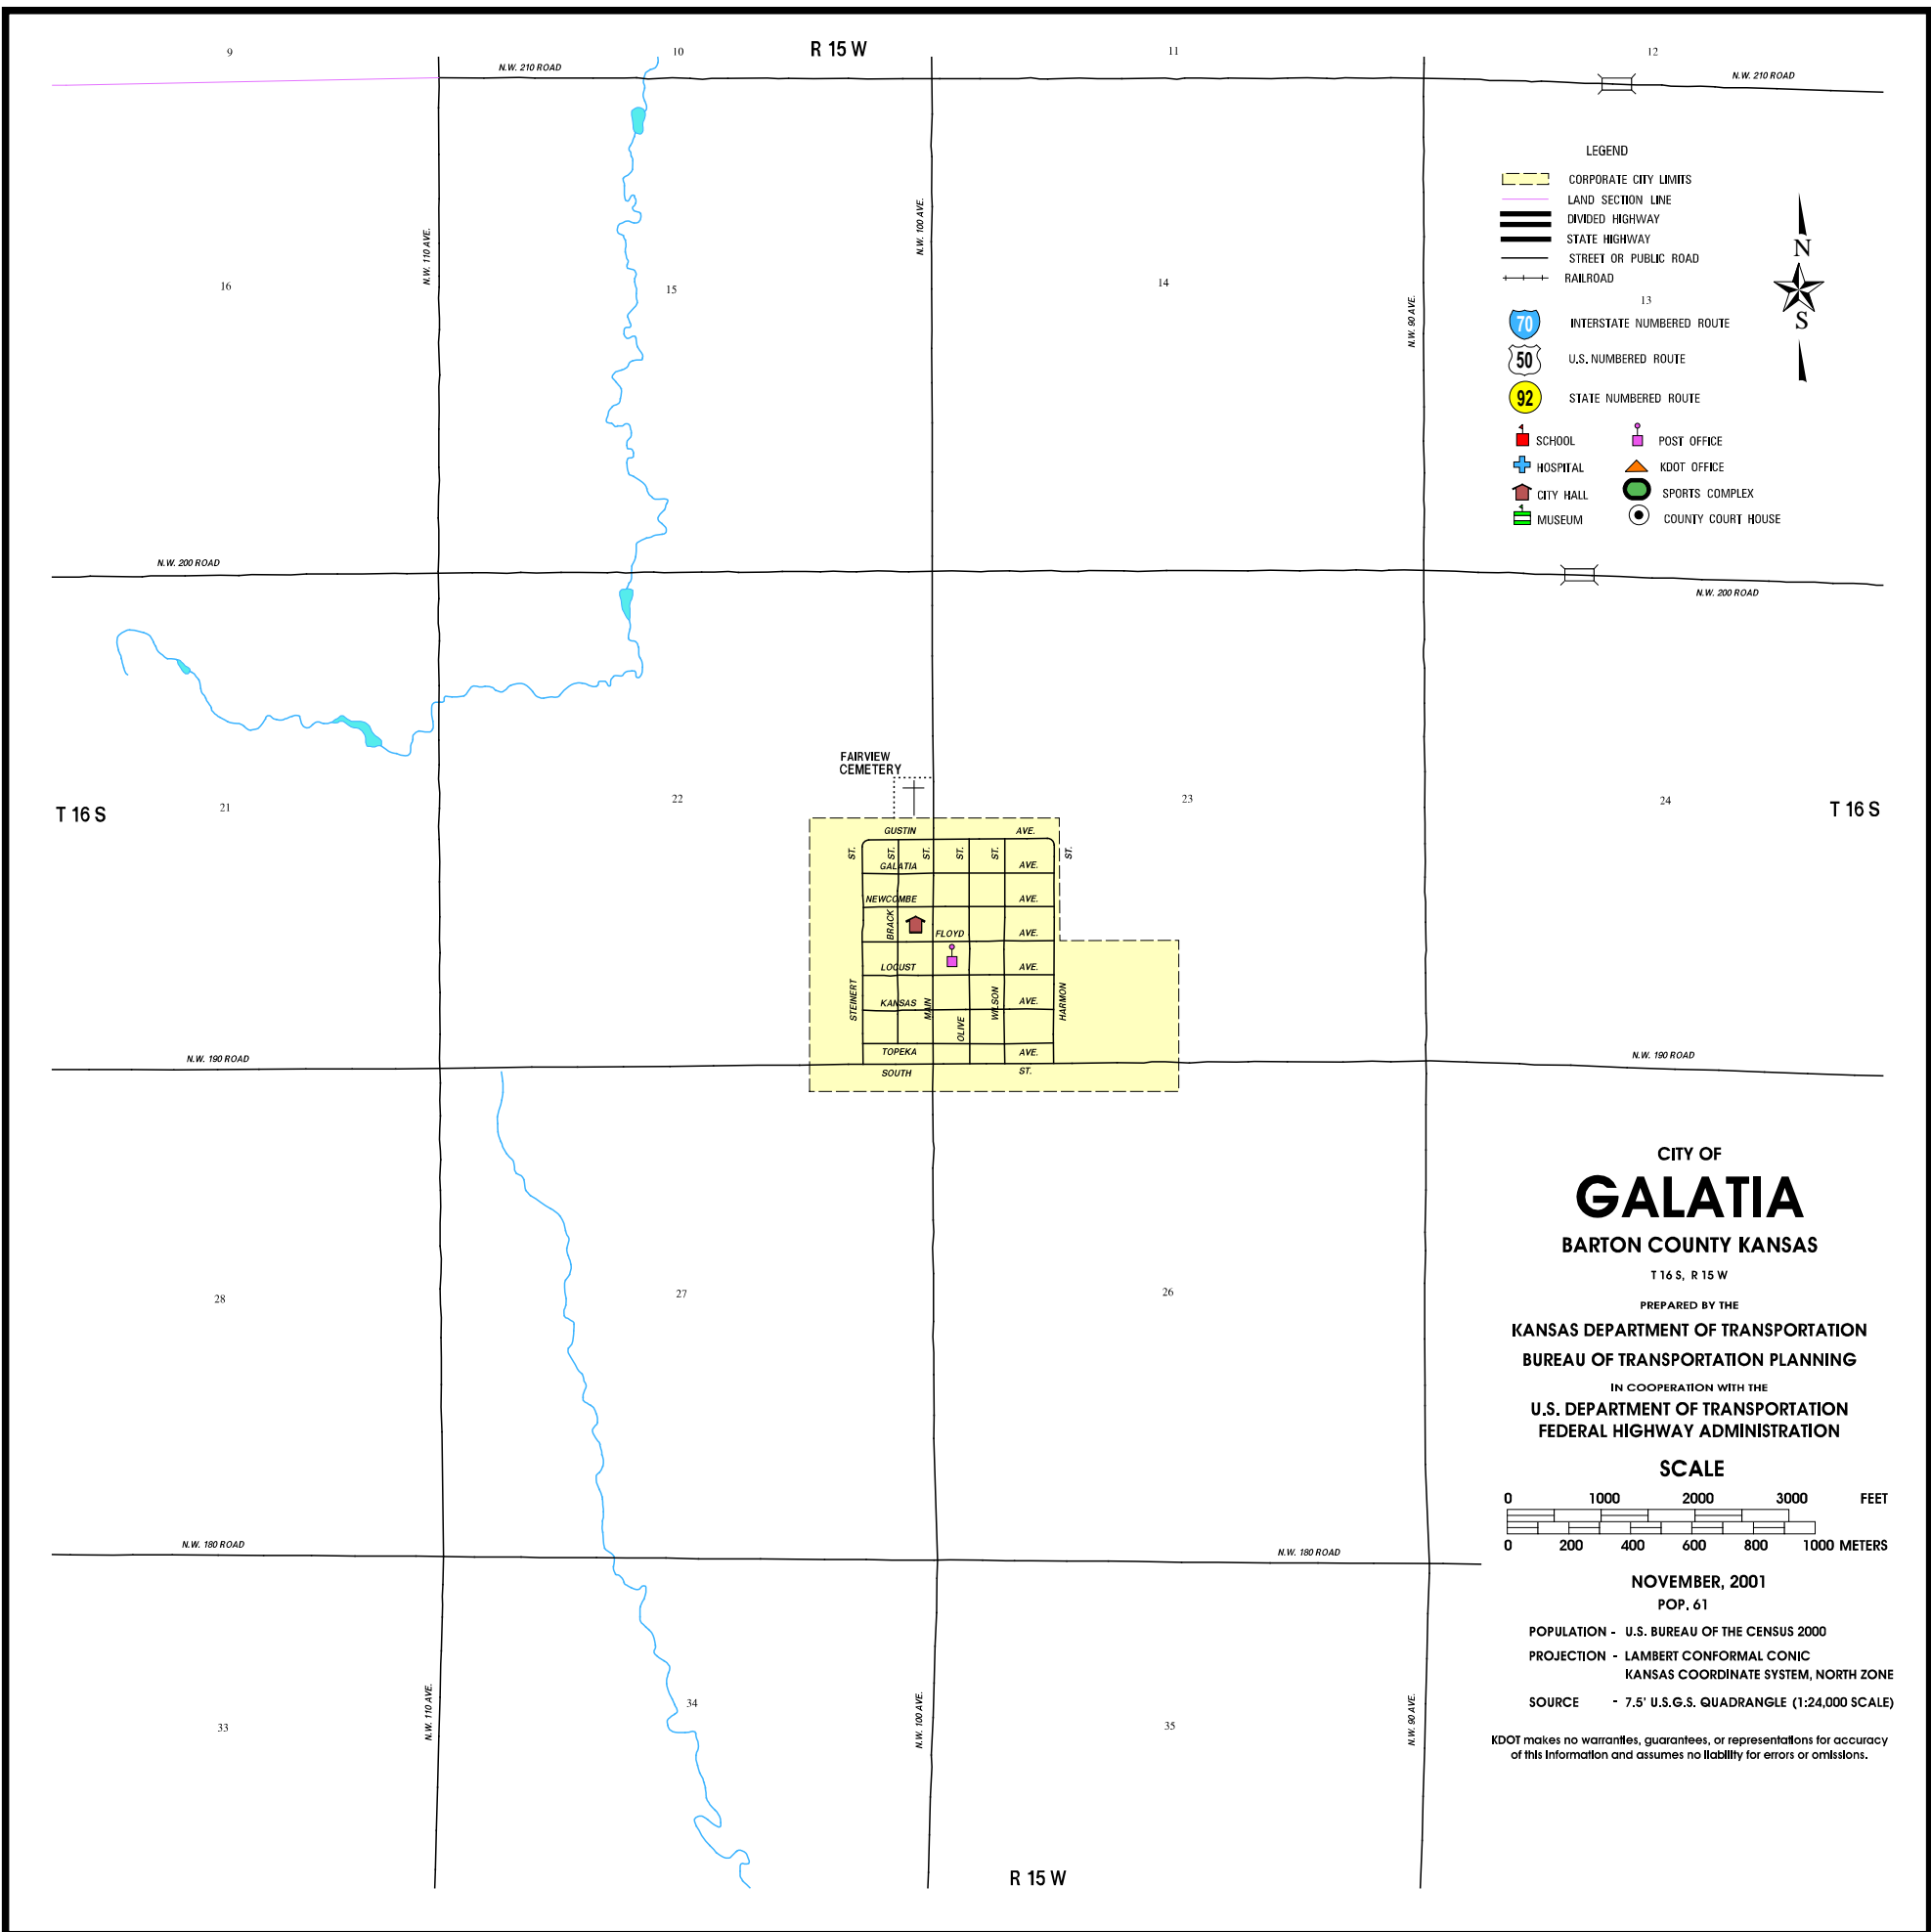 9
10
R 15 W
11
12
N.W. 210 ROAD
N.W. 210 ROAD
LEGEND
CORPORATE CITY LIMITS
LAND SECTION LINE
DIVIDED HIGHWAY
STATE HIGHWAY
STREET OR PUBLIC ROAD
RAILROAD
N
S
13
70 INTERSTATE NUMBERED ROUTE
50 U.S. NUMBERED ROUTE
92 STATE NUMBERED ROUTE
SCHOOL
POST OFFICE
HOSPITAL
KDOT OFFICE
CITY HALL
SPORTS COMPLEX
MUSEUM
COUNTY COURT HOUSE
N.W. 110 AVE.
N.W. 100 AVE.
N.W. 90 AVE.
16
15
14
N.W. 200 ROAD
N.W. 200 ROAD
FAIRVIEW
CEMETERY
T 16 S
21
22
23
24
T 16 S
GUSTIN AVE.
ST.
ST.
ST.
ST.
ST.
ST.
GALATIA AVE.
NEWCOMBE AVE.
BRACK
FLOYD AVE.
LOCUST AVE.
STEINERT
KANSAS AVE.
MAIN
OLIVE
WILSON
HARMON
TOPEKA AVE.
SOUTH ST.
N.W. 190 ROAD
N.W. 190 ROAD
28
27
26
CITY OF
GALATIA
BARTON COUNTY KANSAS
T 16 S, R 15 W
PREPARED BY THE
KANSAS DEPARTMENT OF TRANSPORTATION
BUREAU OF TRANSPORTATION PLANNING
IN COOPERATION WITH THE
U.S. DEPARTMENT OF TRANSPORTATION
FEDERAL HIGHWAY ADMINISTRATION
SCALE
0 1000 2000 3000 FEET
0 200 400 600 800 1000 METERS
NOVEMBER, 2001
POP. 61
POPULATION - U.S. BUREAU OF THE CENSUS 2000
PROJECTION - LAMBERT CONFORMAL CONIC
KANSAS COORDINATE SYSTEM, NORTH ZONE
SOURCE - 7.5' U.S.G.S. QUADRANGLE (1:24,000 SCALE)
KDOT makes no warranties, guarantees, or representations for accuracy
of this information and assumes no liability for errors or omissions.
N.W. 180 ROAD
N.W. 180 ROAD
N.W. 110 AVE.
N.W. 100 AVE.
N.W. 90 AVE.
33
34
35
R 15 W